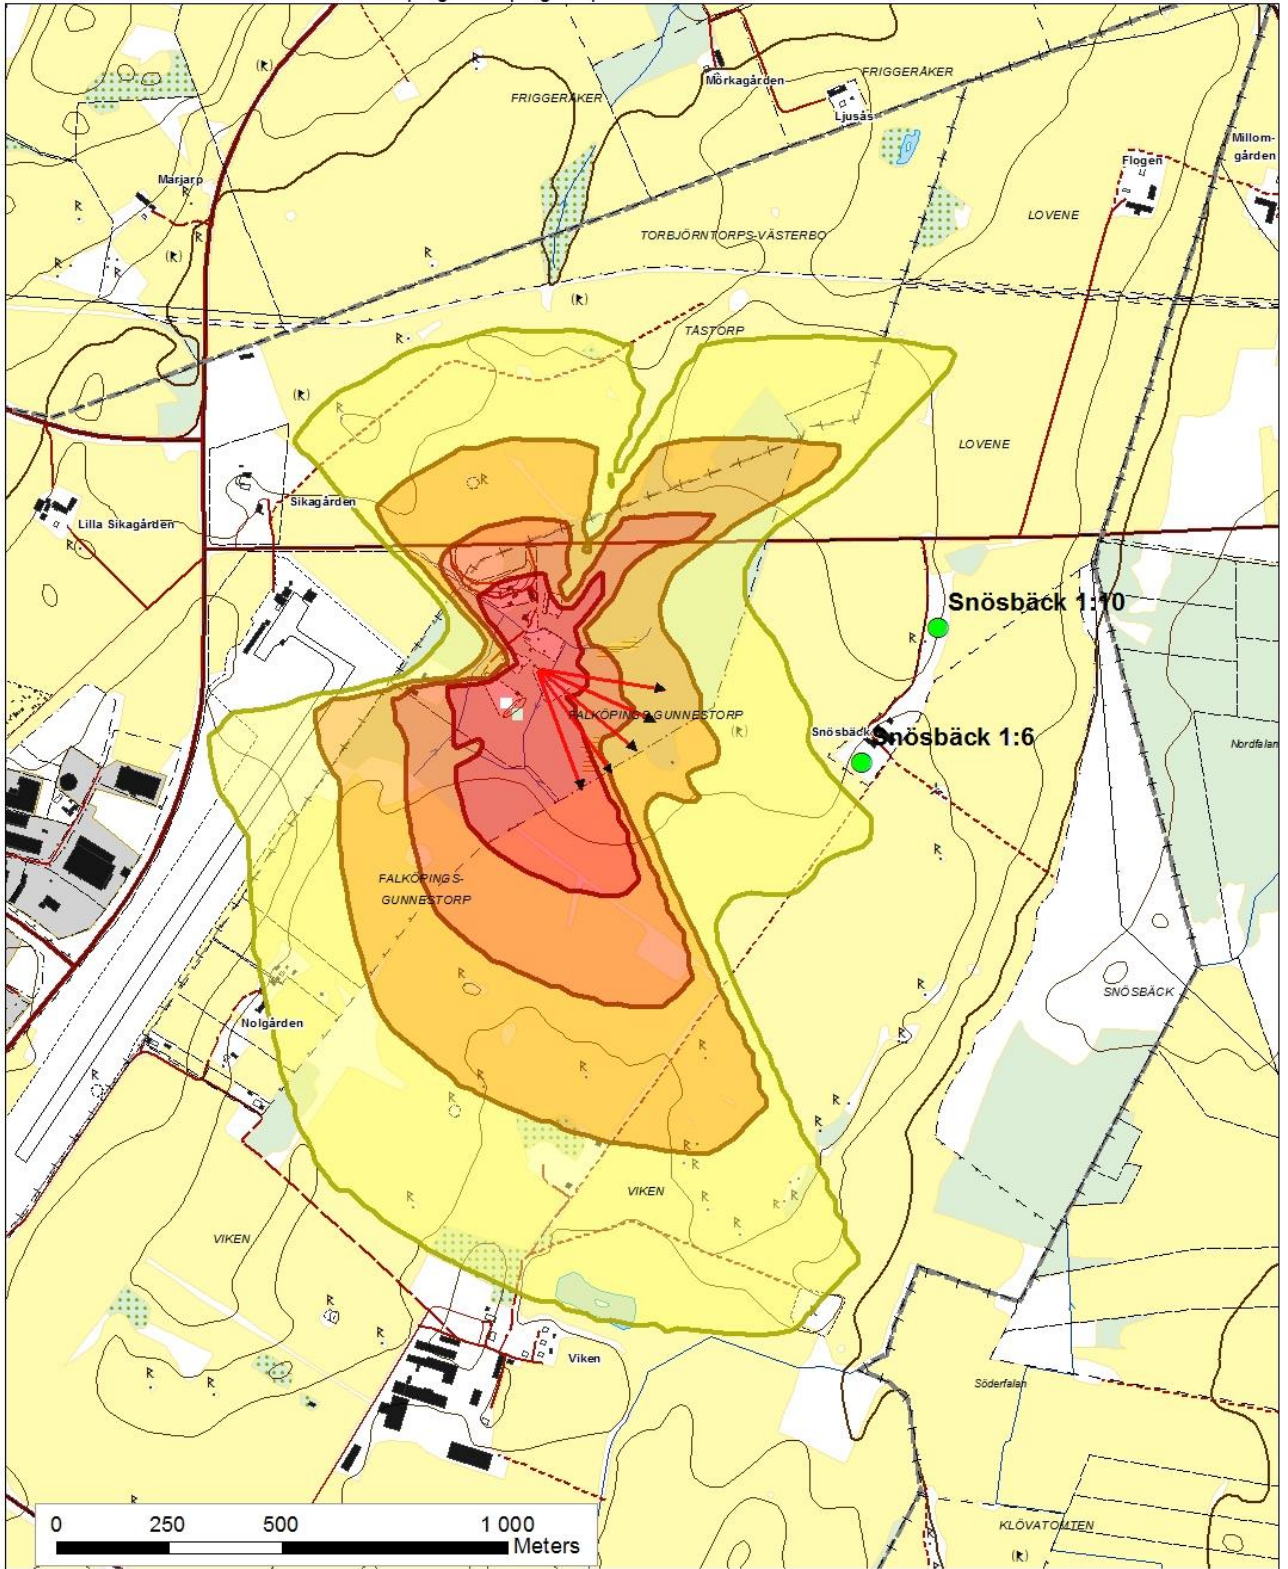 Mörkagården
FRIGGERÅKER
FRIGGERÅKER
Ljusås
Millom-
gården
Flogen
Marjarp
LOVENE
TORBJÖRNTORPS-VÄSTERBO
TÅSTORP
LOVENE
Sikagården
Lilla Sikagården
Snösbäck 1:10
FALKÖPINGS-GUNNESTORP
Snösbäck
Snösbäck 1:6
Nordfalan
FALKÖPINGS-
GUNNESTORP
SNÖSBÄCK
Nolgården
VIKEN
VIKEN
Viken
Söderfalan
0 250 500 1 000
Meters
KLÖVATOMTEN